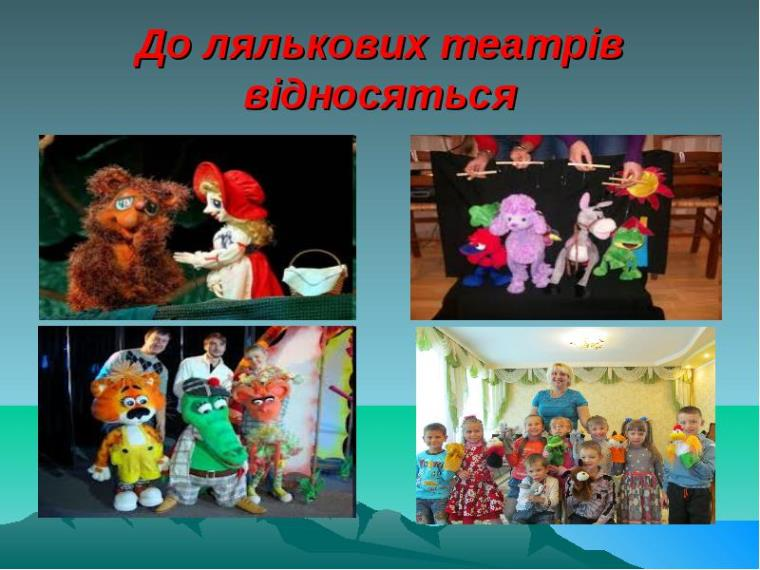 До лялькових театрів
відносяться